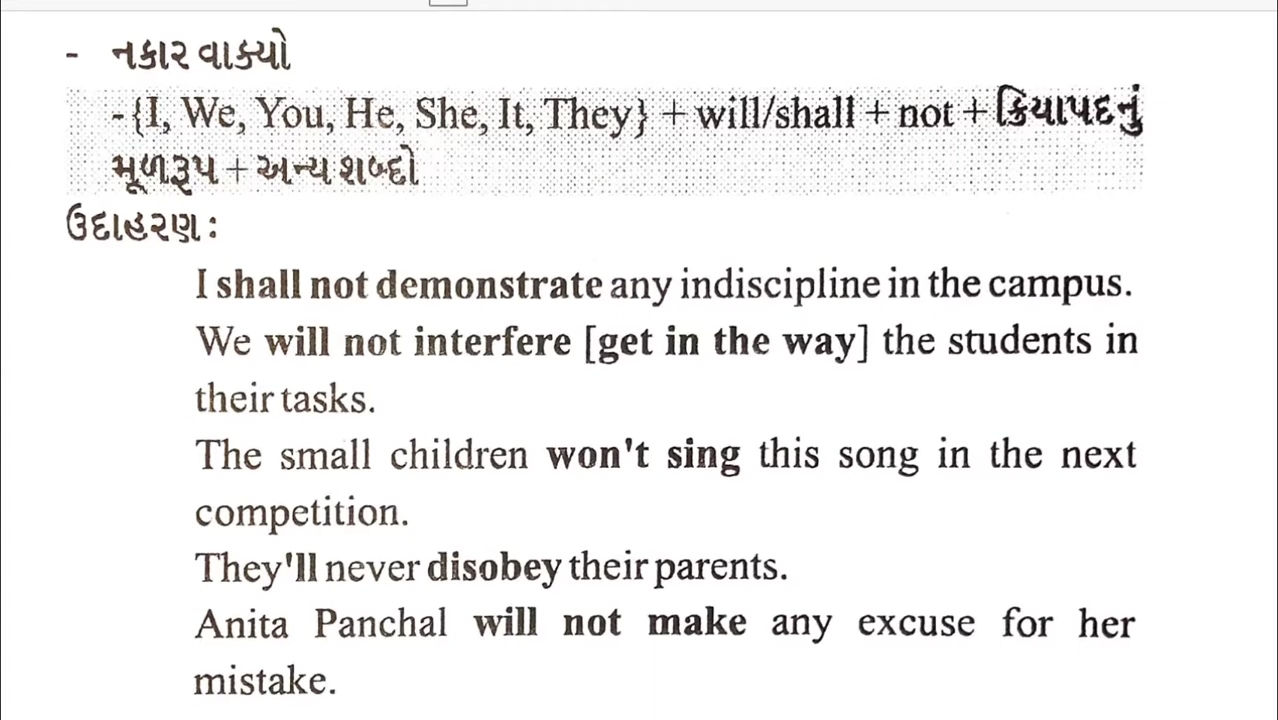 - નકાર વાક્યો
-{I, We, You, He, She, It, They} + will/shall + not + ક્રિયાપદનું
મૂળરૂપ + અન્ય શબ્દો
ઉદાહરણ :
I shall not demonstrate any indiscipline in the campus.
We will not interfere [get in the way] the students in
their tasks.
The small children won't sing this song in the next
competition.
They'll never disobey their parents.
Anita Panchal will not make any excuse for her
mistake.